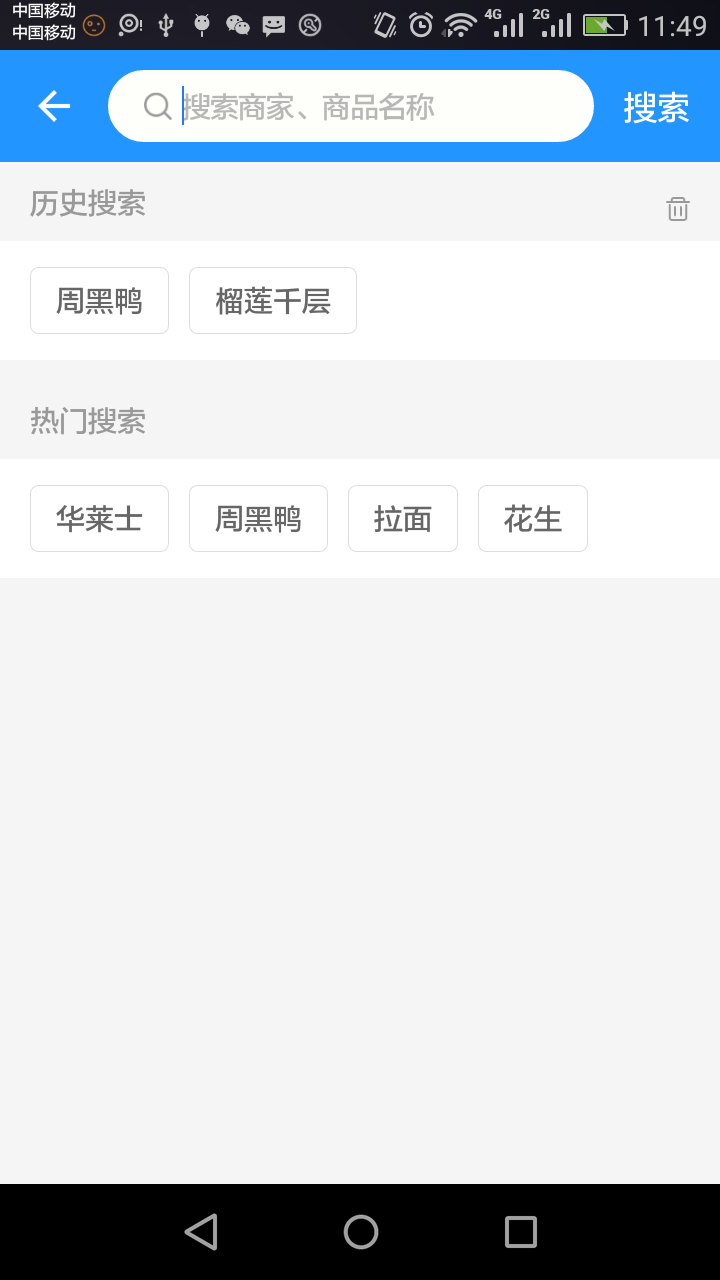 中国移动
中国移动
4G 2G 11:49
搜索商家、商品名称 搜索
历史搜索
周黑鸭 榴莲千层
热门搜索
华莱士 周黑鸭 拉面 花生